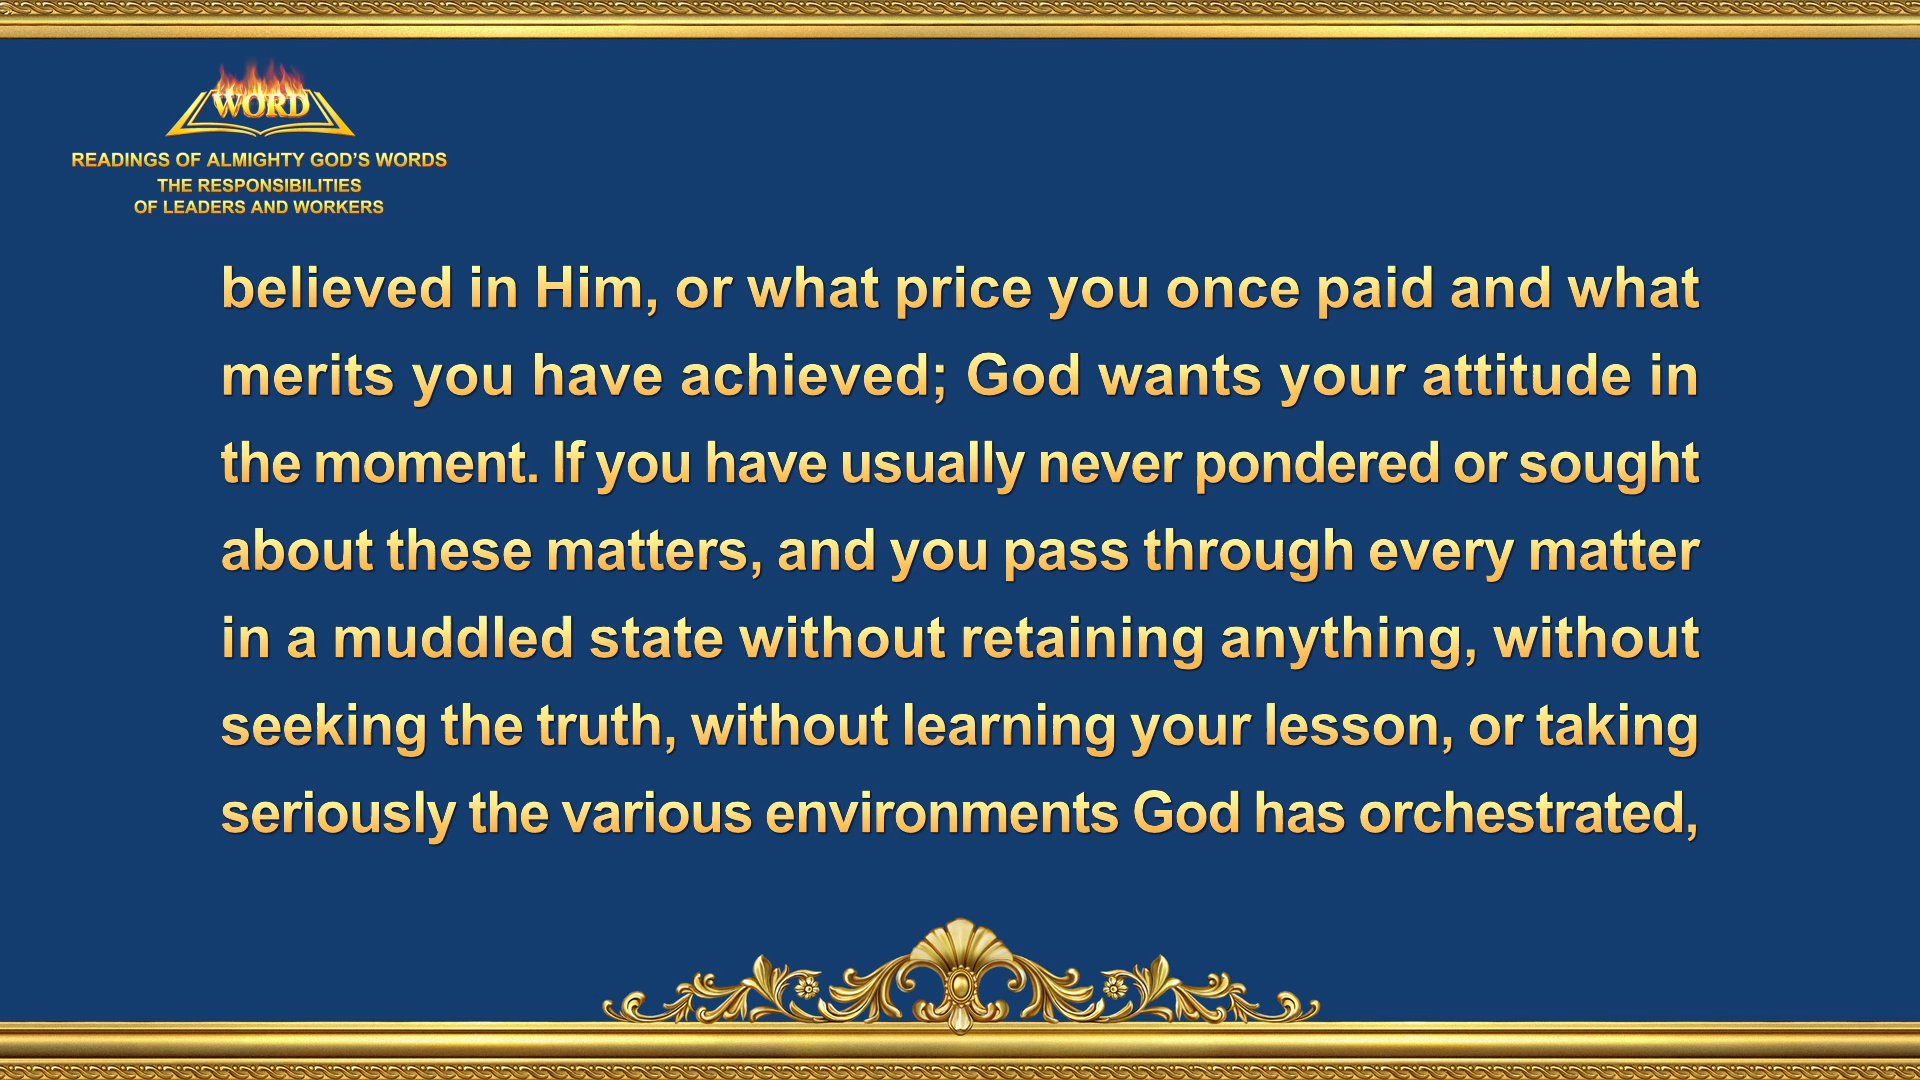 WORD
READINGS OF ALMIGHTY GOD’S WORDS
THE RESPONSIBILITIES
OF LEADERS AND WORKERS
believed in Him, or what price you once paid and what
merits you have achieved; God wants your attitude in
the moment. If you have usually never pondered or sought
about these matters, and you pass through every matter
in a muddled state without retaining anything, without
seeking the truth, without learning your lesson, or taking
seriously the various environments God has orchestrated,